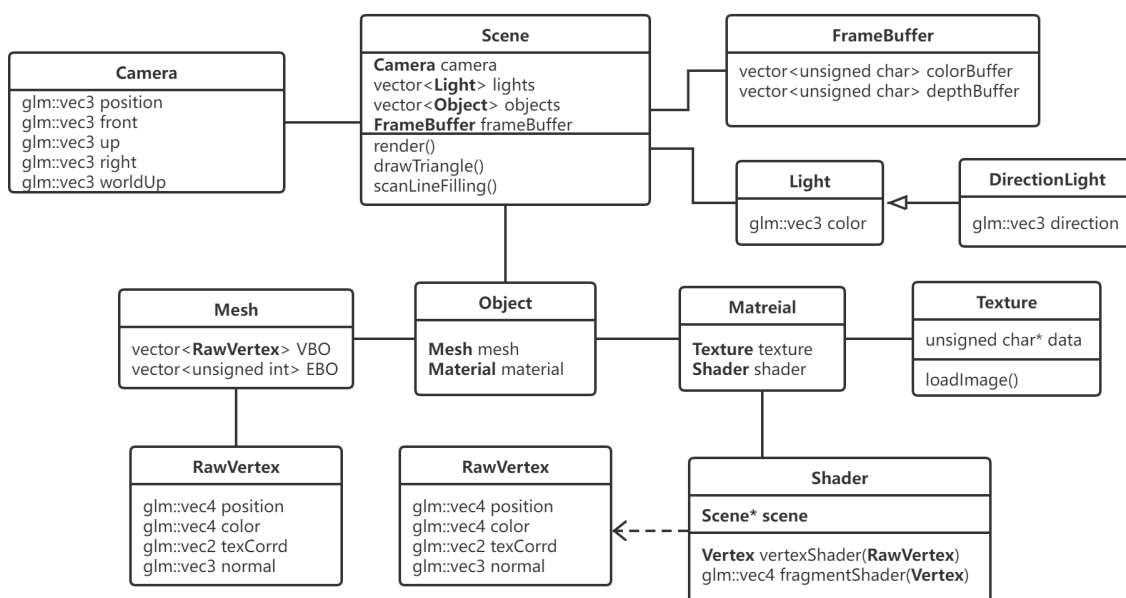 Scene
Camera camera
vector<Light> lights
vector<Object> objects
FrameBuffer frameBuffer
render()
drawTriangle()
scanLineFilling()
FrameBuffer
vector<unsigned char> colorBuffer
vector<unsigned char> depthBuffer
Camera
glm::vec3 position
glm::vec3 front
glm::vec3 up
glm::vec3 right
glm::vec3 worldUp
Light
glm::vec3 color
DirectionLight
glm::vec3 direction
Mesh
vector<RawVertex> VBO
vector<unsigned int> EBO
Object
Mesh mesh
Material material
Matreial
Texture texture
Shader shader
Texture
unsigned char* data
loadImage()
RawVertex
glm::vec4 position
glm::vec4 color
glm::vec2 texCorrd
glm::vec3 normal
RawVertex
glm::vec4 position
glm::vec4 color
glm::vec2 texCorrd
glm::vec3 normal
Shader
Scene* scene
Vertex vertexShader(RawVertex)
glm::vec4 fragmentShader(Vertex)